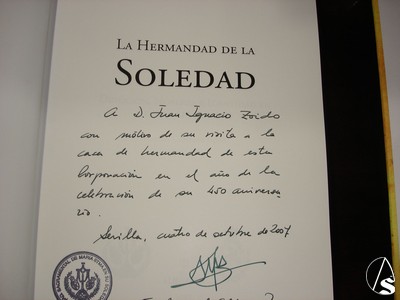 LA HERMANDAD DE LA
SOLEDAD
A D. Juan Ignacio Zoido
con motivo de su visita a la
casa de hermandad de esta
Corporación en el año de la
celebración de su 450 aniversa
rio.
Sevilla, cuatro de octubre de 2007